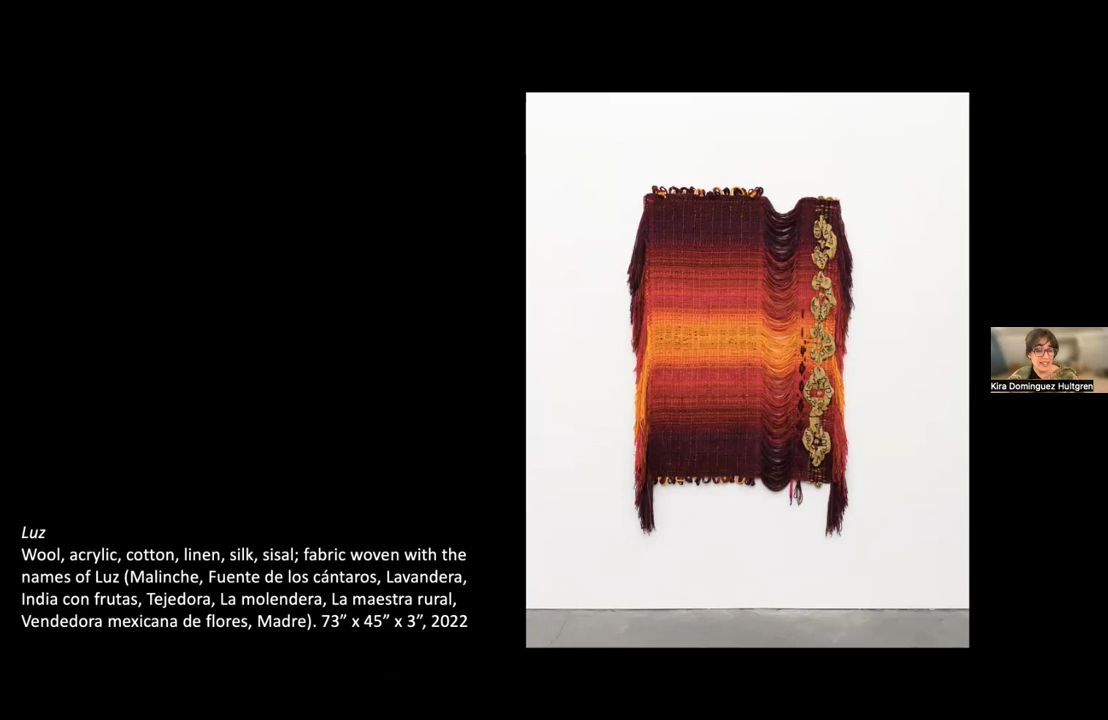 Luz
Wool, acrylic, cotton, linen, silk, sisal; fabric woven with the
names of Luz (Malinche, Fuente de los cántaros, Lavandera,
India con frutas, Tejedora, La molendera, La maestra rural,
Vendedora mexicana de flores, Madre). 73” x 45” x 3”, 2022
Kira Dominguez Hultgren